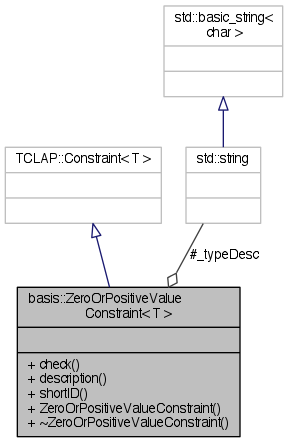 std::basic_string<
char >
TCLAP::Constraint< T >
std::string
#_typeDesc
basis::ZeroOrPositiveValue
Constraint< T >
+ check()
+ description()
+ shortID()
+ ZeroOrPositiveValueConstraint()
+ ~ZeroOrPositiveValueConstraint()